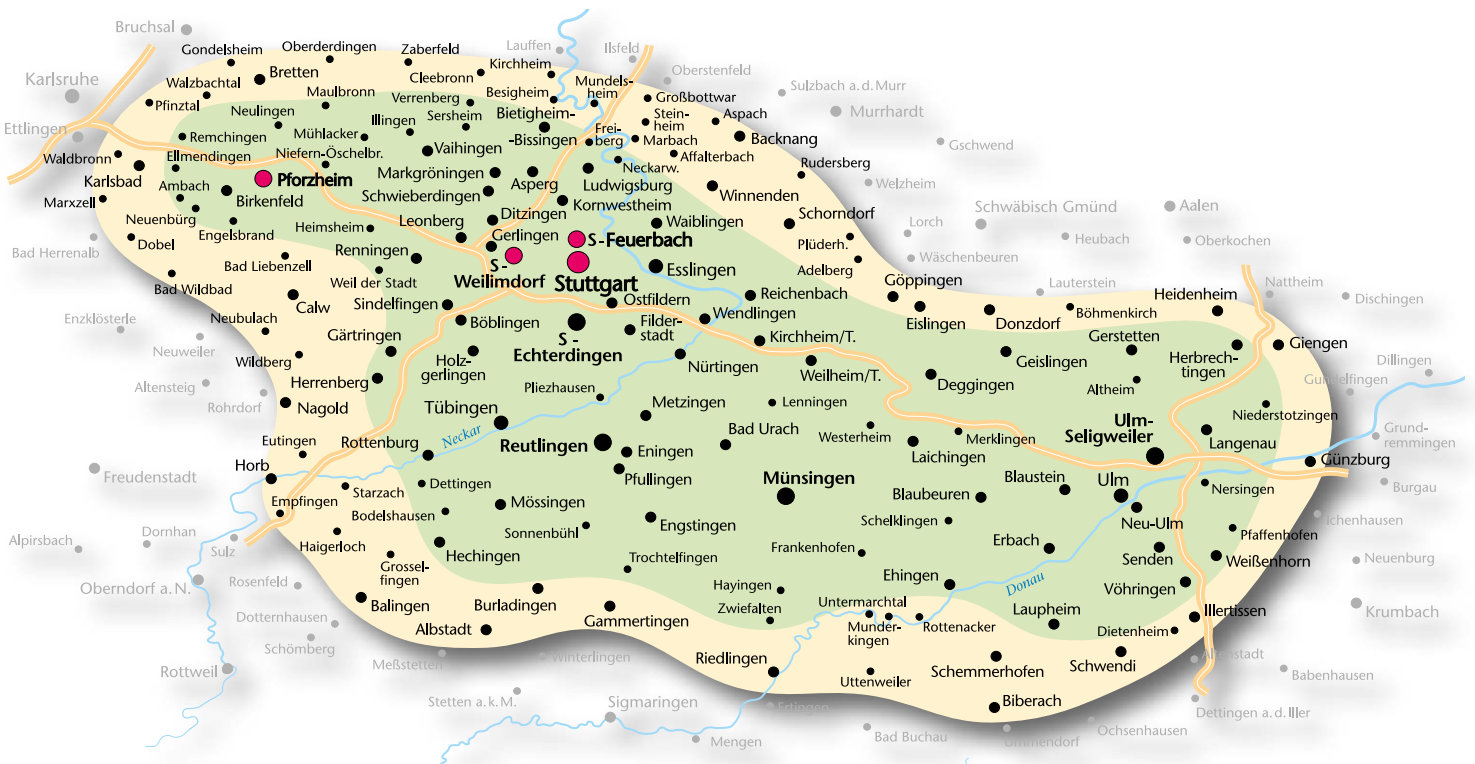 Bruchsal
Gondelsheim
Oberderdingen
Zaberfeld
Lauffen
Ilsfeld
Karlsruhe
Walzbachtal
Bretten
Cleebronn
Kirchheim
Mundels-
heim
Oberstenfeld
Sulzbach a. d. Murr
Pfinztal
Maulbronn
Verrenberg
Besigheim
Großbottwar
Murrhardt
Neulingen
Illingen
Sersheim
Bietigheim-
-Bissingen
Stein-
heim
Aspach
Ettlingen
Remchingen
Mühlacker
Frei-
berg
Marbach
Backnang
Gschwend
Waldbronn
Ellmendingen
Niefern-Öschelbr.
Vaihingen
Affalterbach
Rudersberg
Karlsbad
Pforzheim
Markgröningen
Asperg
Neckarw.
Ludwigsburg
Winnenden
Welzheim
Marxzell
Ambach
Birkenfeld
Schwieberdingen
Kornwestheim
Schwäbisch Gmünd
Aalen
Neuenbürg
Engelsbrand
Heimsheim
Leonberg
Ditzingen
Waiblingen
Schorndorf
Lorch
Heubach
Oberkochen
Bad Herrenalb
Dobel
Gerlingen
S-Feuerbach
Plüderh.
Wäschenbeuren
Renningen
S-
Weilimdorf
Stuttgart
Esslingen
Adelberg
Bad Liebenzell
Bad Wildbad
Weil der Stadt
Göppingen
Lauterstein
Nattheim
Dischingen
Calw
Sindelfingen
Ostfildern
Reichenbach
Eislingen
Donzdorf
Böhmenkirch
Heidenheim
Enzklösterle
Neubulach
Böblingen
S -
Echterdingen
Filder-
stadt
Wendlingen
Neuweiler
Gärtringen
Kirchheim/T.
Geislingen
Gerstetten
Herbrech-
tingen
Giengen
Wildberg
Holz-
gerlingen
Nürtingen
Weilheim/T.
Deggingen
Altheim
Dillingen
Gundelfingen
Altensteig
Herrenberg
Pliezhausen
Rohrdorf
Nagold
Tübingen
Metzingen
Lenningen
Niederstotzingen
Eutingen
Rottenburg
Neckar
Reutlingen
Bad Urach
Westerheim
Merklingen
Ulm-
Seligweiler
Langenau
Grund-
remmingen
Horb
Eningen
Laichingen
Günzburg
Freudenstadt
Pfullingen
Münsingen
Blaubeuren
Blaustein
Ulm
Nersingen
Burgau
Empfingen
Starzach
Dettingen
Mössingen
Bodelshausen
Sonnenbühl
Engstingen
Schelklingen
Neu-Ulm
Pfaffenhofen
Ichenhausen
Alpirsbach
Dornhan
Sulz
Haigerloch
Hechingen
Trochtelfingen
Frankenhofen
Erbach
Senden
Weißenhorn
Neuenburg
Oberndorf a. N.
Rosenfeld
Grossel-
fingen
Hayingen
Ehingen
Donau
Vöhringen
Balingen
Burladingen
Gammertingen
Zwiefalten
Untermarchtal
Munder-
kingen
Rottenacker
Laupheim
Illertissen
Krumbach
Dotternhausen
Albstadt
Dietenheim
Schömberg
Rottweil
Meßstetten
Winterlingen
Riedlingen
Uttenweiler
Schemmerhofen
Schwendi
Altenstadt
Babenhausen
Stetten a. k. M.
Sigmaringen
Ertingen
Biberach
Dettingen a. d. Iller
Mengen
Bad Buchau
Ummendorf
Ochsenhausen